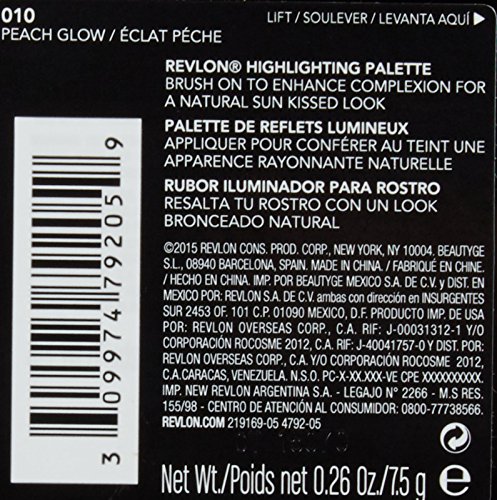 010
PEACH GLOW / ÉCLAT PÉCHE
LIFT / SOULEVER / LEVANTA AQUÍ
REVLON® HIGHLIGHTING PALETTE
BRUSH ON TO ENHANCE COMPLEXION FOR
A NATURAL SUN KISSED LOOK
PALETTE DE REFLETS LUMINEUX
APPLIQUER POUR CONFÉRER AU TEINT UNE
APPARENCE RAYONNANTE NATURELLE
RUBOR ILUMINADOR PARA ROSTRO
RESALTA TU ROSTRO CON UN LOOK
BRONCEADO NATURAL
©2015 REVLON CONS. PROD. CORP., NEW YORK, NY 10004. BEAUTYGE
S.L., 08940 BARCELONA, SPAIN. MADE IN CHINA. / FABRIQUÉ EN CHINE.
/ HECHO EN CHINA. IMP. POR BEAUTYGE MEXICO S.A. DE C.V. y DIST. EN
MEXICO POR: REVLON S.A. DE C.V. ambas con dirección en INSURGENTES
SUR 2453 OF. 101 C.P. 01090 MEXICO, D.F. PRODUCTO IMP. DE USA
POR: REVLON OVERSEAS CORP., C.A. RIF: J-00031312-1 Y/O
CORPORACION ROCOSME 2012, C.A. RIF: J-40041757-0 Y DIST. POR
REVLON OVERSEAS CORP., C.A. Y/O CORPORACION ROCOSME 2012,
C.A. CARACAS, VENEZUELA. N.S.O. PC-X-XX.XXX-VE CPE XXXXXXXXXX.
IMP. NEW REVLON ARGENTINA S.A. - LEGAJO N° 2266 - M.S RES.
155/98 - CENTRO DE ATENCIÓN AL CONSUMIDOR: 0800-77738566.
REVLON.COM 219169-05 4792-05
Net Wt./Poids net 0.26 Oz./7.5 g
3 09974 79205 9